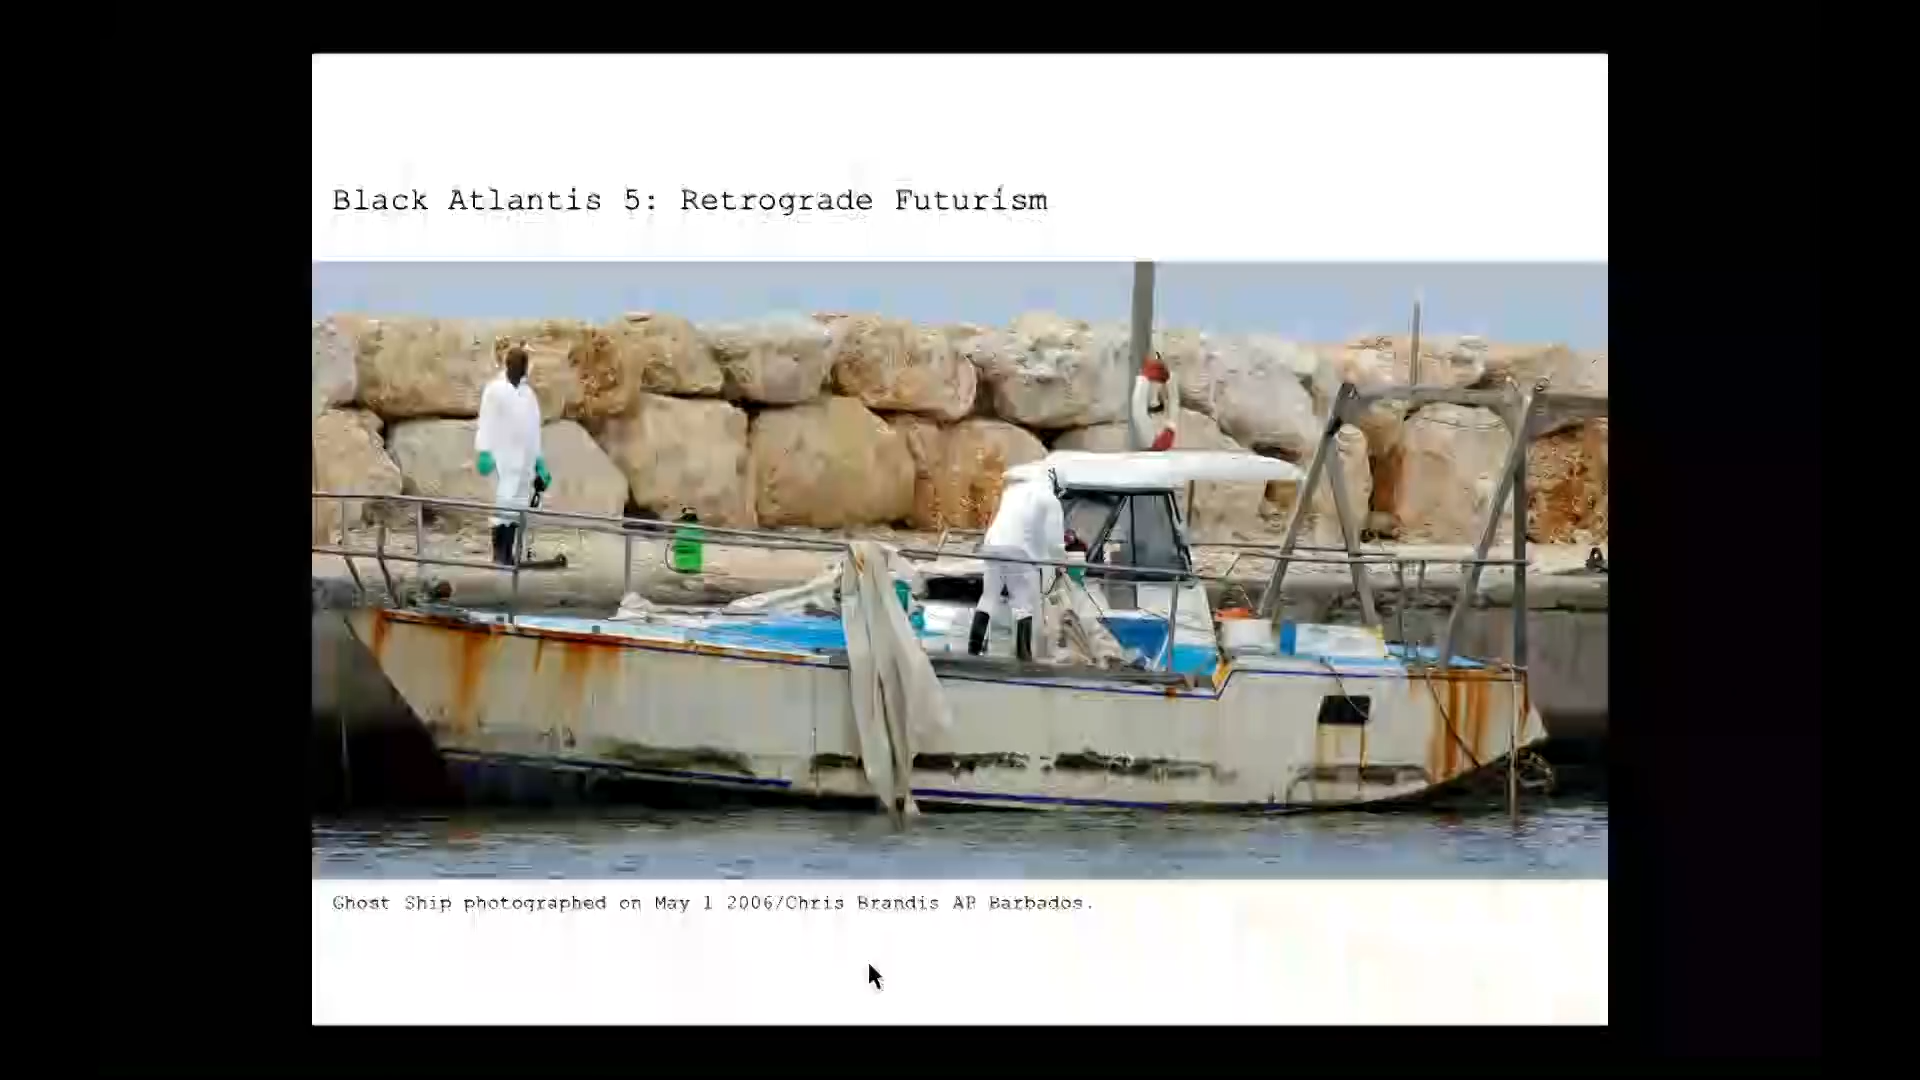 Black Atlantis 5: Retrograde Futurism
Ghost Ship photographed on May 1 2006/Chris Brandis AP Barbados.